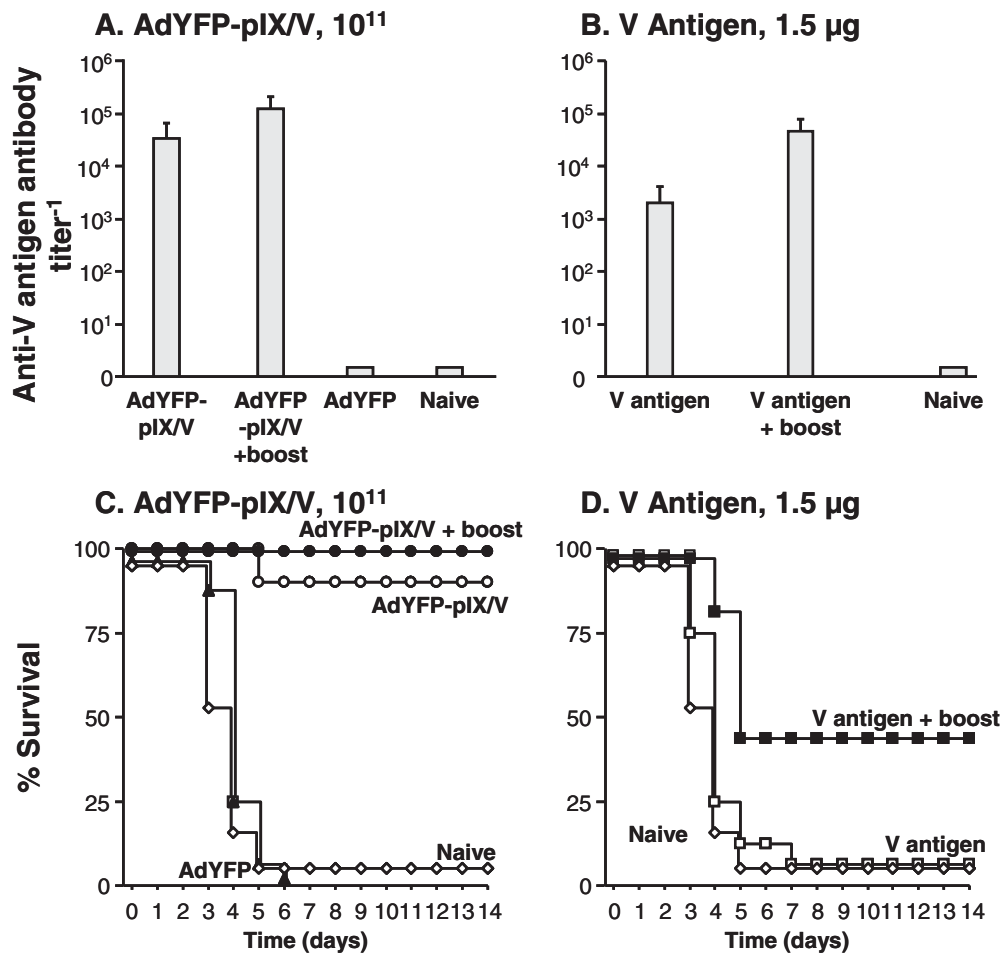 A. AdYFP-pIX/V, 10¹¹
B. V Antigen, 1.5 µg
Anti-V antigen antibody
titer⁻¹
10⁶
10⁵
10⁴
10³
10²
10¹
0
AdYFP-
pIX/V
AdYFP
-pIX/V
+boost
AdYFP
Naive
10⁶
10⁵
10⁴
10³
10²
10¹
0
V antigen
V antigen
+ boost
Naive
C. AdYFP-pIX/V, 10¹¹
D. V Antigen, 1.5 µg
% Survival
100
75
50
25
0
AdYFP-pIX/V + boost
AdYFP-pIX/V
Naive
AdYFP
0 1 2 3 4 5 6 7 8 9 10 11 12 13 14
Time (days)
100
75
50
25
0
V antigen + boost
Naive
V antigen
0 1 2 3 4 5 6 7 8 9 10 11 12 13 14
Time (days)